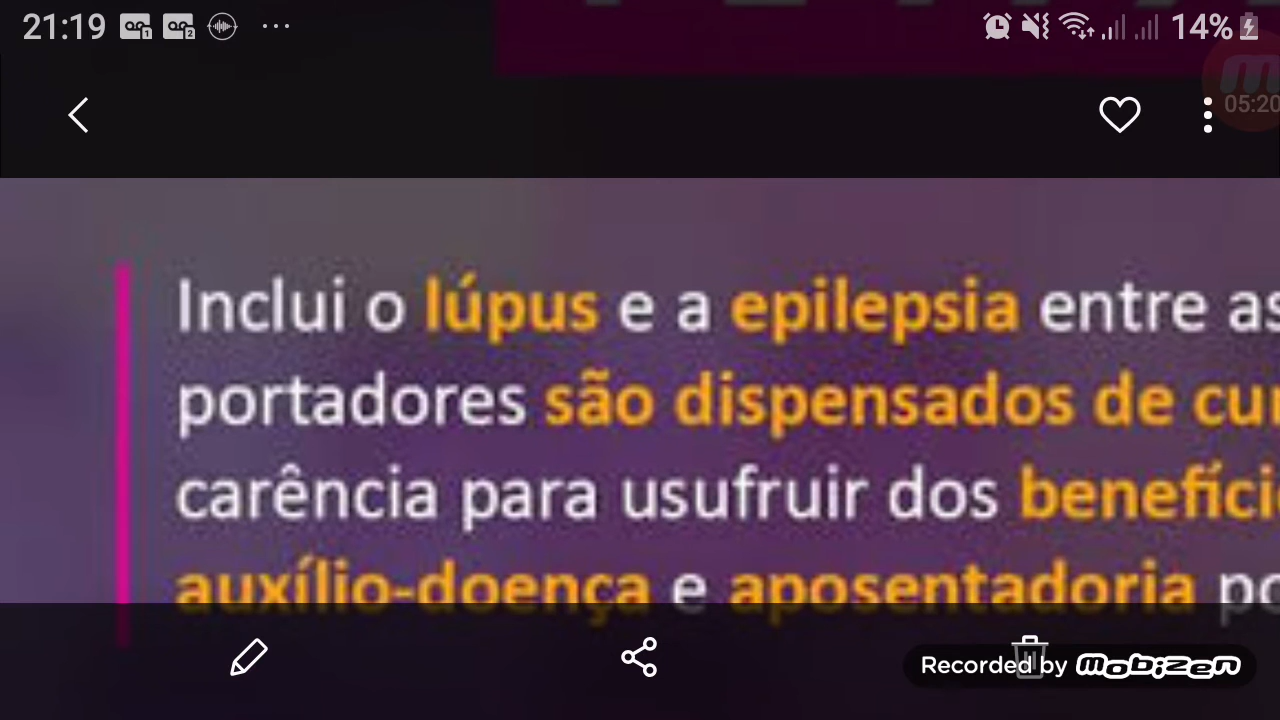 21:19 14%
05:20
Inclui o lúpus e a epilepsia entre as
portadores são dispensados de cu
carência para usufruir dos benefíci
auxílio-doença e aposentadoria po
Recorded by mobizen